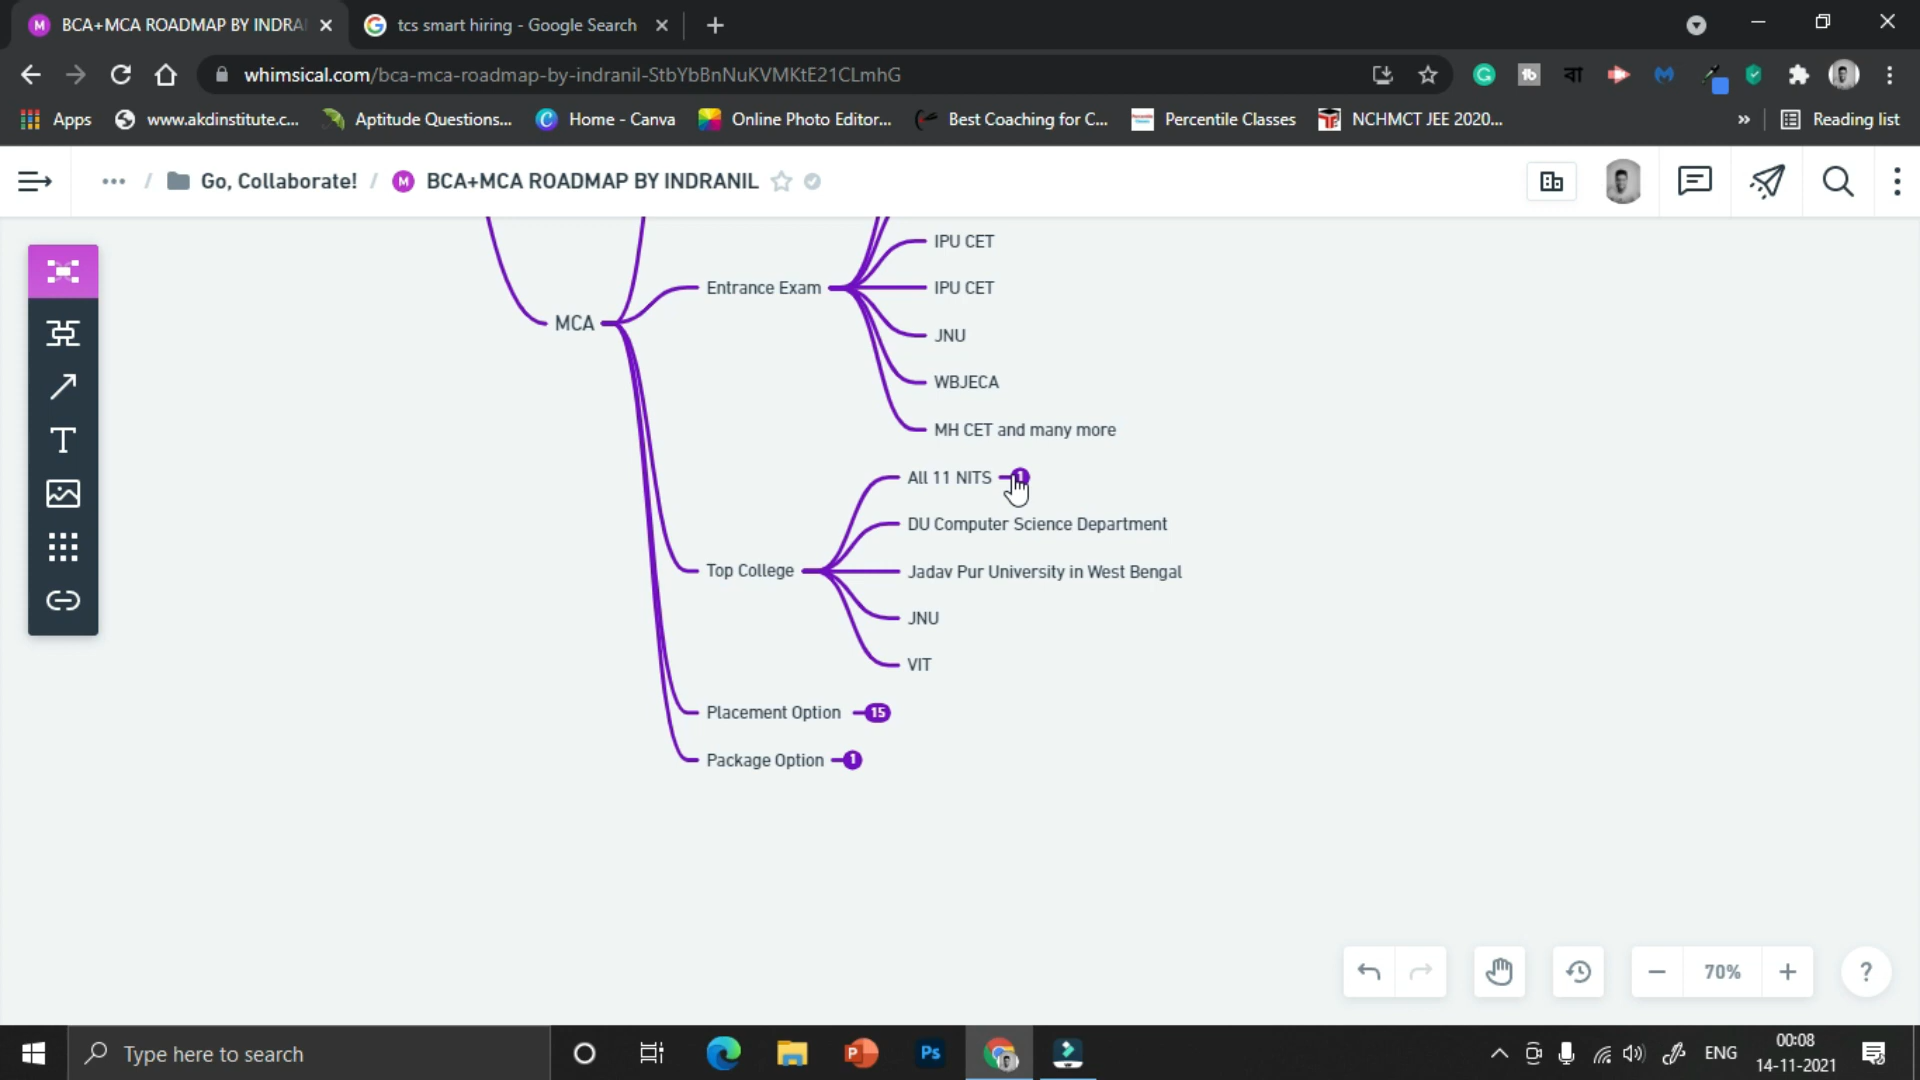 BCA+MCA ROADMAP BY INDRA
tcs smart hiring - Google Search
whimsical.com/bca-mca-roadmap-by-indranil-StbYbBnNuKVMKtE21CLmhG
Apps
www.akdinstitute.c...
Aptitude Questions...
Home - Canva
Online Photo Editor...
Best Coaching for C...
Percentile Classes
NCHMCT JEE 2020...
»
Reading list
... / Go, Collaborate! / M BCA+MCA ROADMAP BY INDRANIL
IPU CET
Entrance Exam
IPU CET
MCA
JNU
WBJECA
MH CET and many more
All 11 NITS
1
DU Computer Science Department
Top College
Jadav Pur University in West Bengal
JNU
VIT
Placement Option
15
Package Option
1
70%
?
Type here to search
Ps
ENG
00:08
14-11-2021